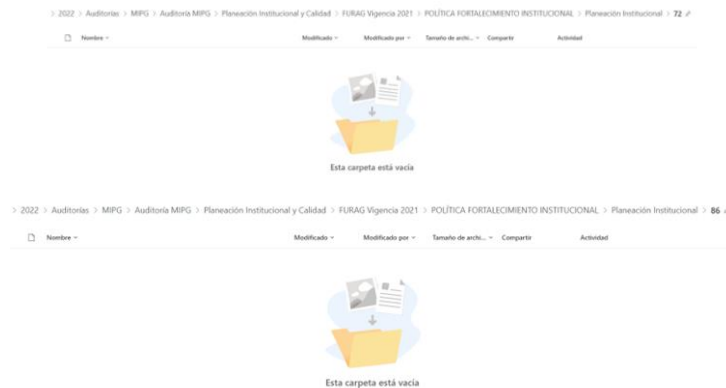 > 2022 > Auditorías > MIPG > Auditoría MIPG > Planeación Institucional y Calidad > FURAG Vigencia 2021 > POLÍTICA FORTALECIMIENTO INSTITUCIONAL > Planeación Institucional > 72
Nombre Modificado Modificado por Tamaño de archi... Compartir Actividad
Esta carpeta está vacía
> 2022 > Auditorías > MIPG > Auditoría MIPG > Planeación Institucional y Calidad > FURAG Vigencia 2021 > POLÍTICA FORTALECIMIENTO INSTITUCIONAL > Planeación Institucional > 86
Nombre Modificado Modificado por Tamaño de archi... Compartir Actividad
Esta carpeta está vacía